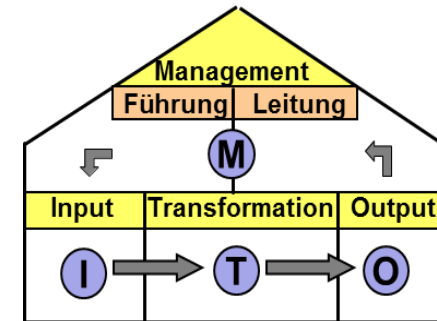 Management
Führung Leitung
M
Input Transformation Output
I T O